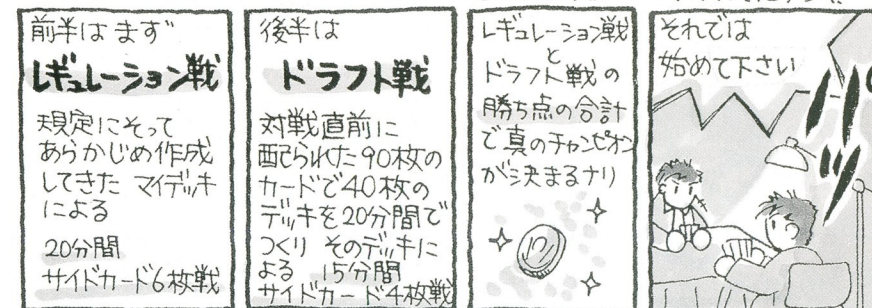 前半は まず
レギュレーション戦
規定にそって
あらかじめ作成
してきた マイデッキ
による
20分間
サイドカード6枚戦
後半は
ドラフト戦
対戦直前に
配られた90枚の
カードで40枚の
デッキを20分間で
つくり そのデッキに
よる 15分間
サイドカード4枚戦
レギュレーション戦
と
ドラフト戦の
勝ち点の合計
で真のチャンピオン
が決まるナリ
それでは
始めて下さい